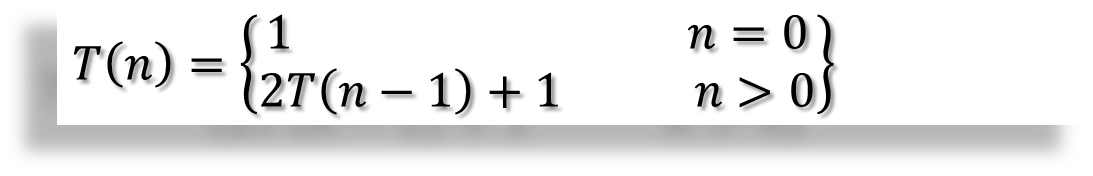 T(n) = {1 n = 0}
{2T(n − 1) + 1 n > 0}